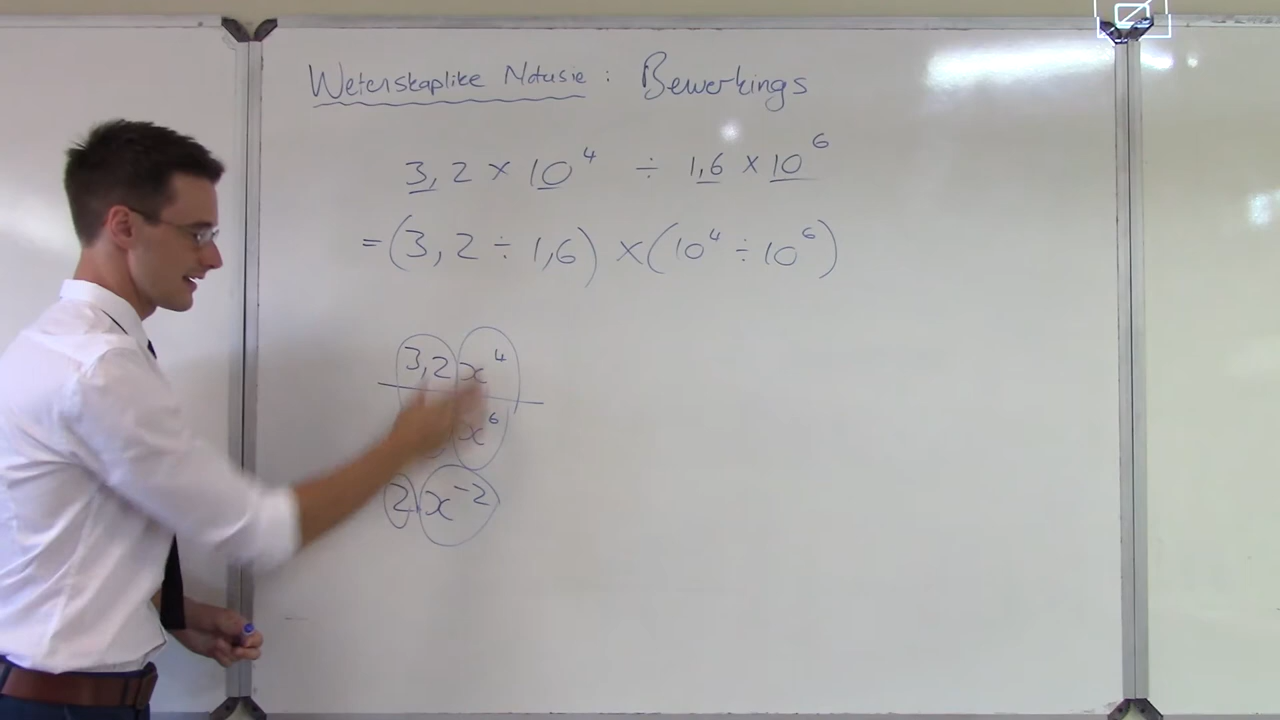 Wetenskaplike Notasie : Bewerkings
3,2 × 10⁴ ÷ 1,6 × 10⁶
= (3,2 ÷ 1,6) × (10⁴ ÷ 10⁶)
3,2 x⁴
x⁶
2 x⁻²